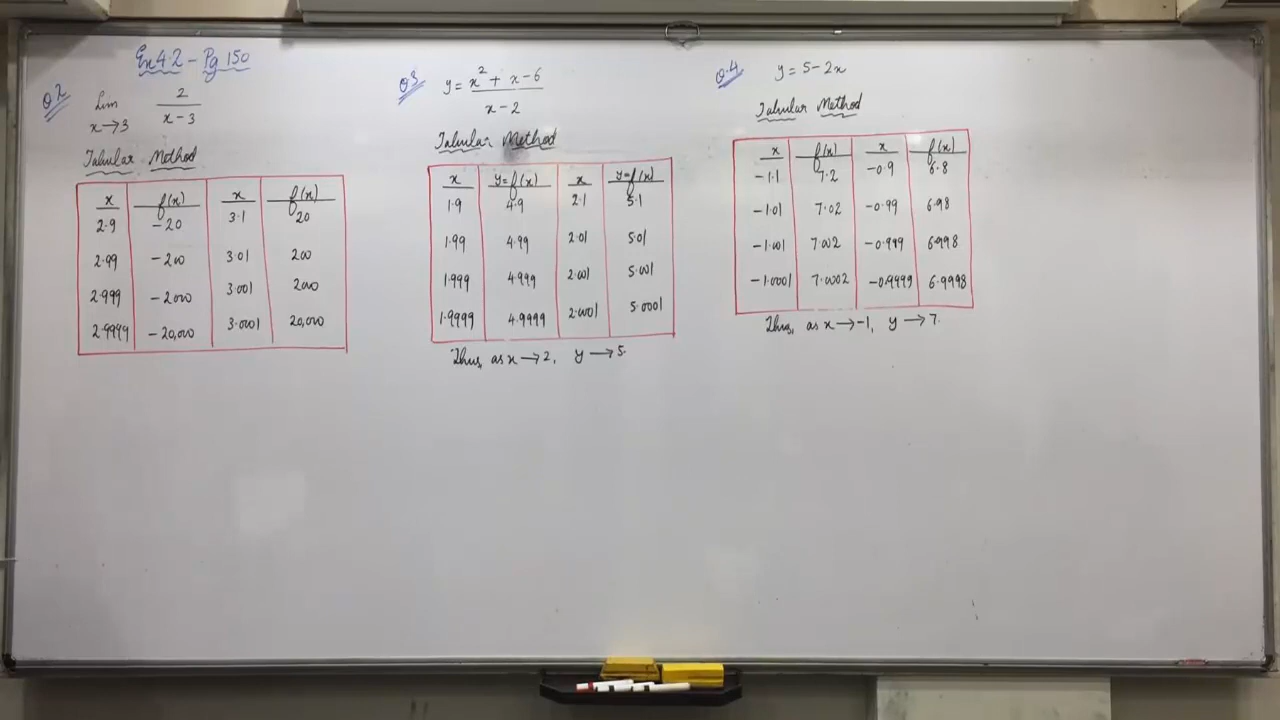 Ex 4.2 - Pg 150
Q 2
Lim x→3 2/(x-3)
Tabular Method
x f(x) x f(x)
2.9 -20 3.1 20
2.99 -200 3.01 200
2.999 -2000 3.001 2000
2.9999 -20,000 3.0001 20,000
Q 3 y = (x² + x - 6)/(x - 2)
Tabular Method
x y=f(x) x y=f(x)
1.9 4.9 2.1 5.1
1.99 4.99 2.01 5.01
1.999 4.999 2.001 5.001
1.9999 4.9999 2.0001 5.0001
Thus, as x → 2, y → 5.
Q.4 y = 5 - 2x
Tabular Method
x f(x) x f(x)
-1.1 7.2 -0.9 6.8
-1.01 7.02 -0.99 6.98
-1.001 7.002 -0.999 6.998
-1.0001 7.0002 -0.9999 6.9998
Thus, as x → -1, y → 7.